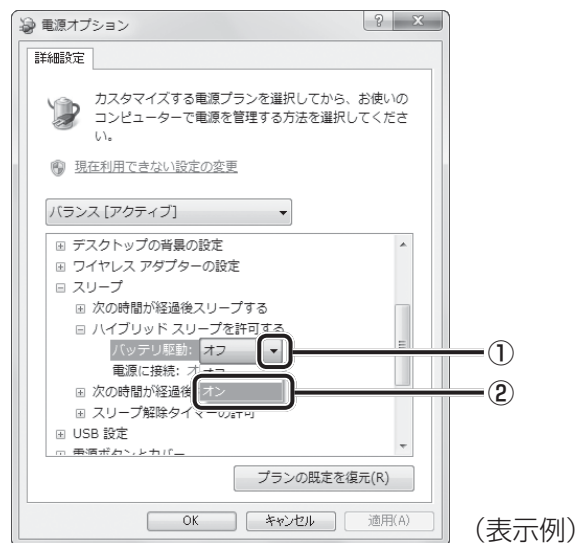 電源オプション
詳細設定
カスタマイズする電源プランを選択してから、お使いの
コンピューターで電源を管理する方法を選択してくださ
い。
現在利用できない設定の変更
バランス [アクティブ]
デスクトップの背景の設定
ワイヤレス アダプターの設定
スリープ
次の時間が経過後スリープする
ハイブリッド スリープを許可する
バッテリ駆動: オフ
①
電源に接続:
次の時間が経過後
オン
②
スリープ解除タイマーの許可
USB 設定
電源ボタンとカバー
プランの既定を復元(R)
OK キャンセル 適用(A)
(表示例)